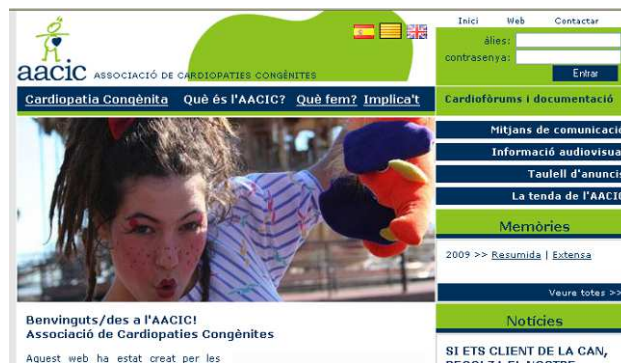 Inici Web Contactar
àlies:
contrasenya:
Entrar
aacic ASSOCIACIÓ DE CARDIOPATIES CONGÈNITES
Cardiopatia Congènita Què és l'AACIC? Què fem? Implica't
Cardiofòrums i documentació
Mitjans de comunicació
Informació audiovisua
Taulell d'anuncis
La tenda de l'AACIC
Memòries
2009 >> Resumida | Extensa
Veure totes >>
Notícies
SI ETS CLIENT DE LA CAN,
Benvinguts/des a l'AACIC!
Associació de Cardiopaties Congènites
Aquest web ha estat creat per les